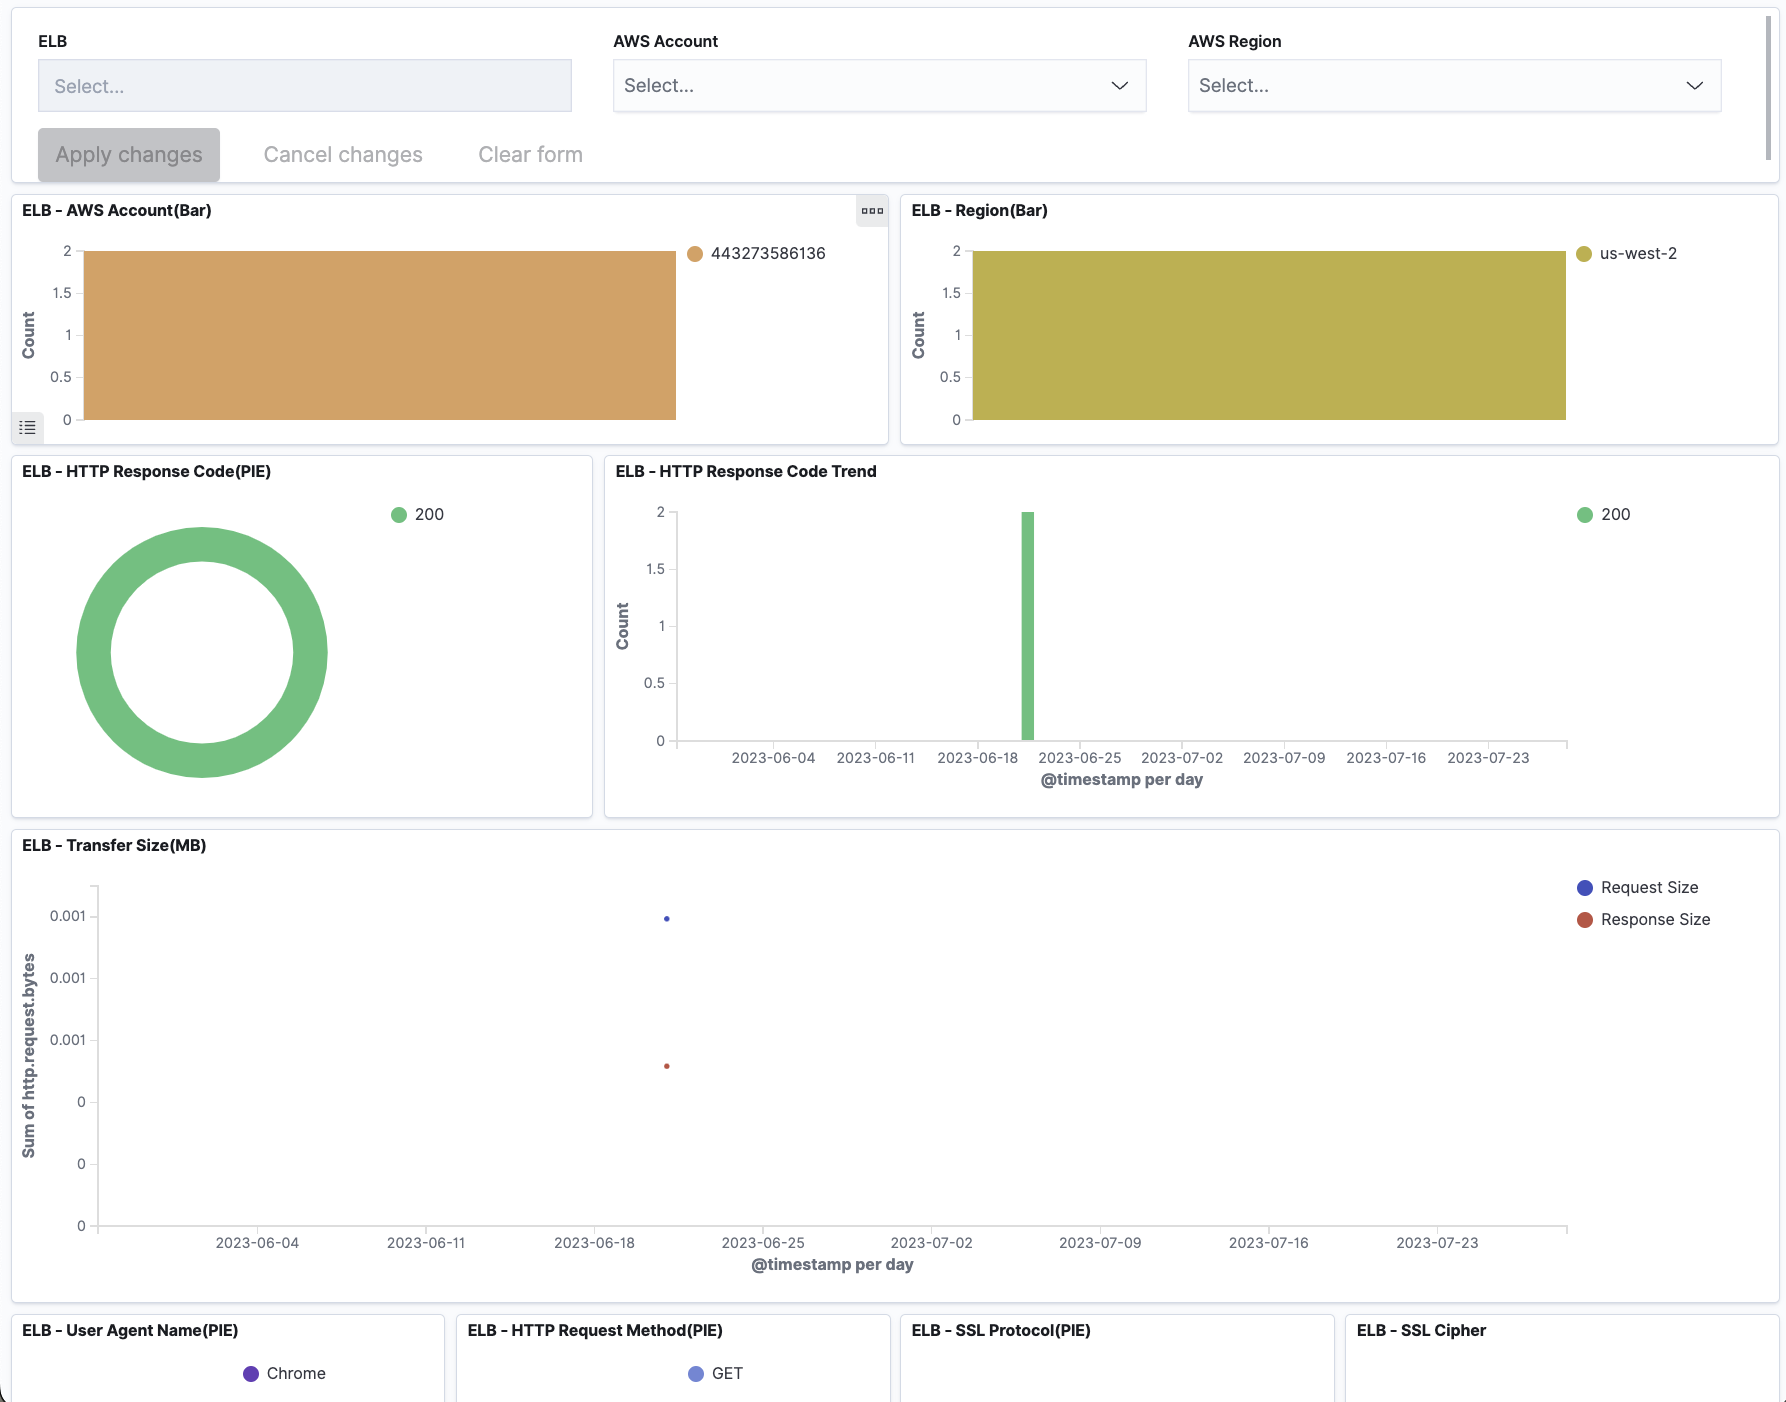 ELB
AWS Account
AWS Region
Select...
Select...
Select...
Apply changes
Cancel changes
Clear form
ELB - AWS Account(Bar)
2
1.5
1
0.5
0
Count
443273586136
ELB - Region(Bar)
2
1.5
1
0.5
0
Count
us-west-2
ELB - HTTP Response Code(PIE)
200
ELB - HTTP Response Code Trend
2
1.5
1
0.5
0
Count
200
2023-06-04
2023-06-11
2023-06-18
2023-06-25
2023-07-02
2023-07-09
2023-07-16
2023-07-23
@timestamp per day
ELB - Transfer Size(MB)
0.001
0.001
0.001
0
0
0
Sum of http.request.bytes
Request Size
Response Size
2023-06-04
2023-06-11
2023-06-18
2023-06-25
2023-07-02
2023-07-09
2023-07-16
2023-07-23
@timestamp per day
ELB - User Agent Name(PIE)
Chrome
ELB - HTTP Request Method(PIE)
GET
ELB - SSL Protocol(PIE)
ELB - SSL Cipher